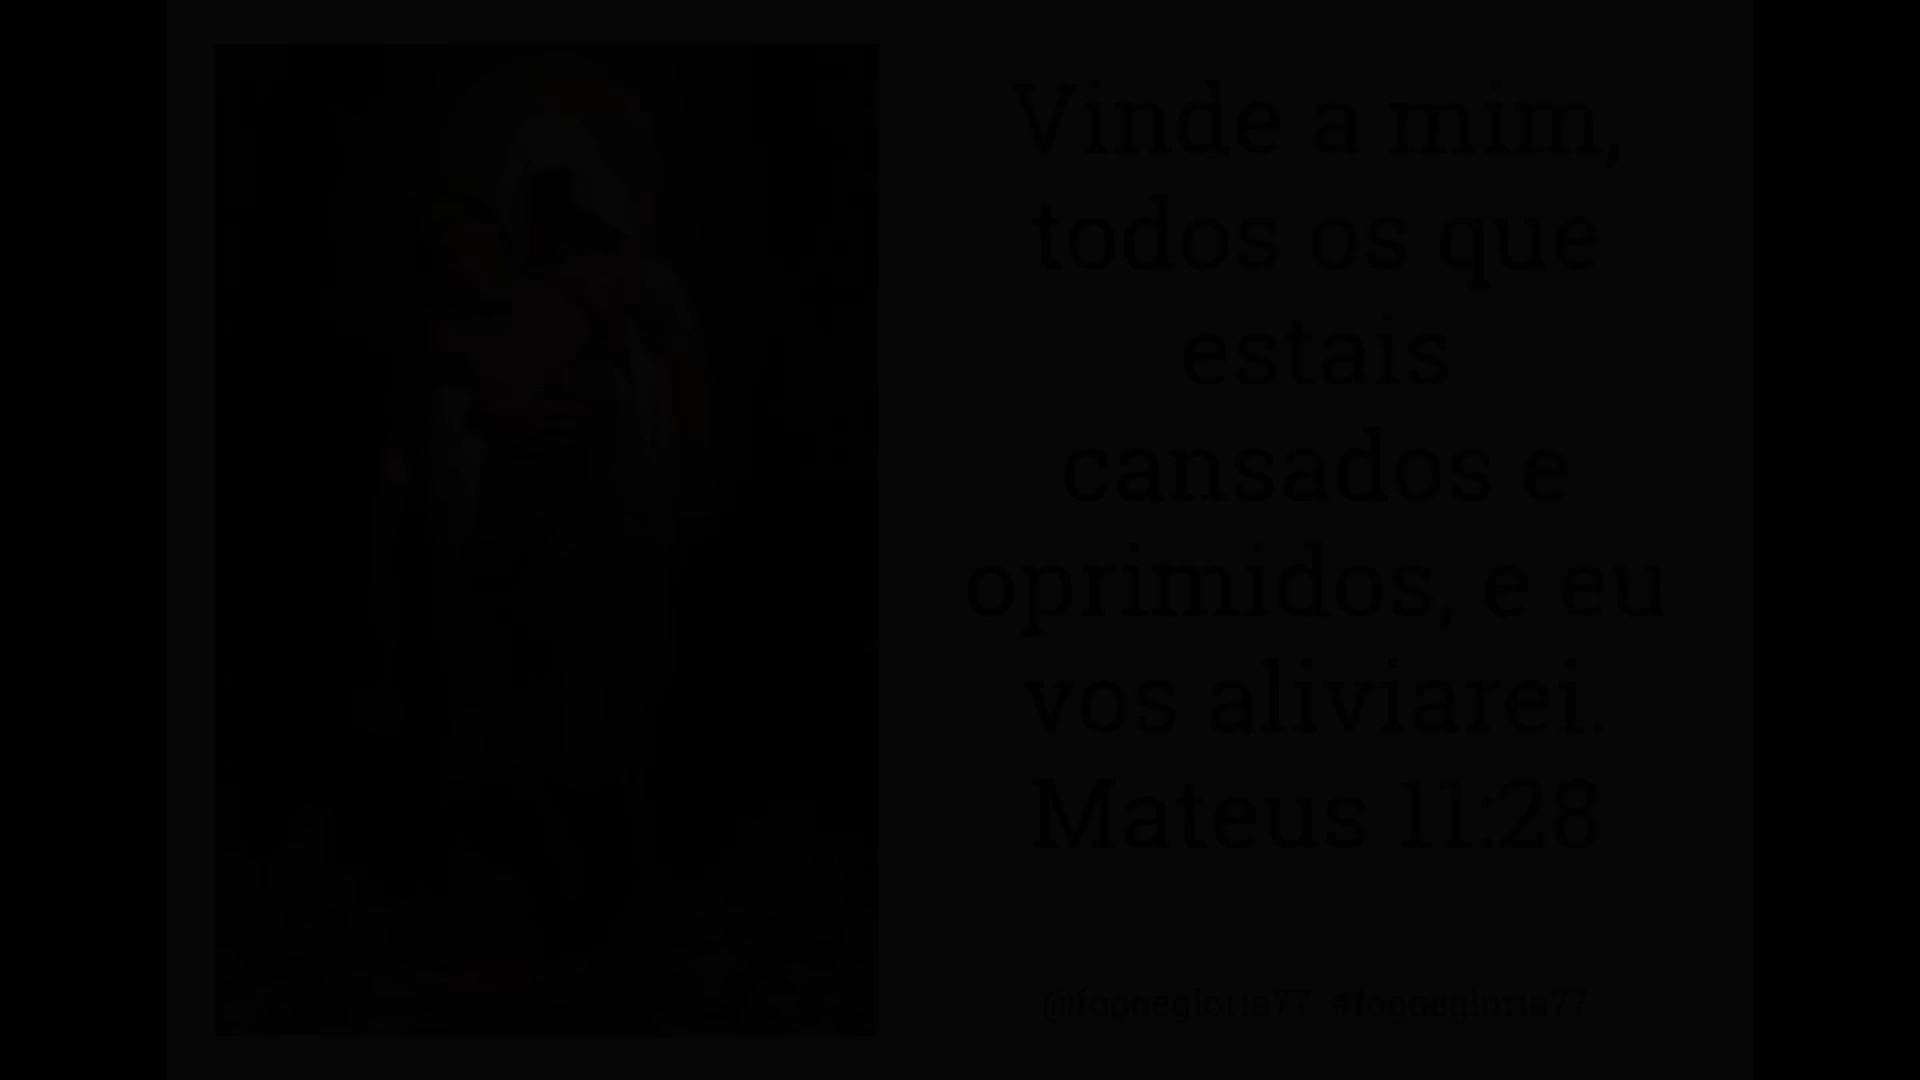 Vinde a mim,
todos os que
estais
cansados e
oprimidos, e eu
vos aliviarei.
Mateus 11:28
@fogoegloria77 #fogoegloria77